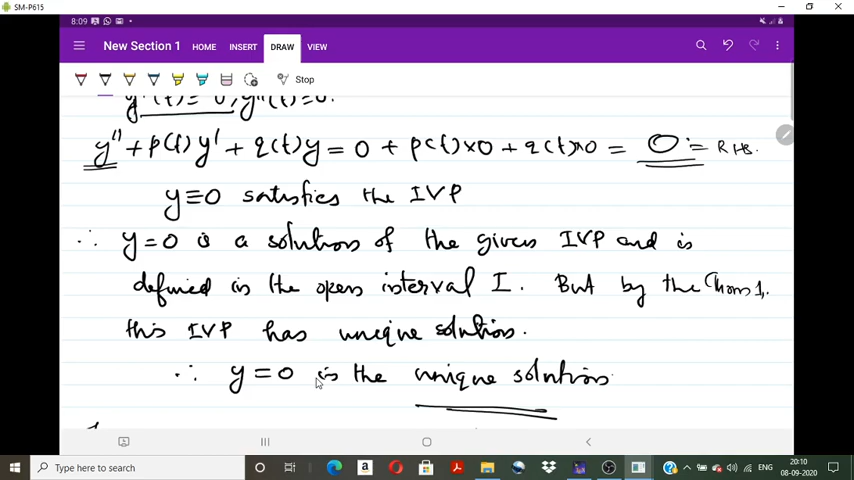 SM-P615
8:09
New Section 1 HOME INSERT DRAW VIEW
Stop
y'(t) = 0, y''(t) = 0.
y'' + p(t) y' + q(t) y = 0 + p(t)×0 + q(t)×0 = 0 = RHS.
y≡0 satisfies the IVP
∴ y=0 is a solution of the given IVP and is
defined in the open interval I. But by the Thm 1,
this IVP has unique solution.
∴ y = 0 is the unique solution
Type here to search
ENG
20:10
08-09-2020